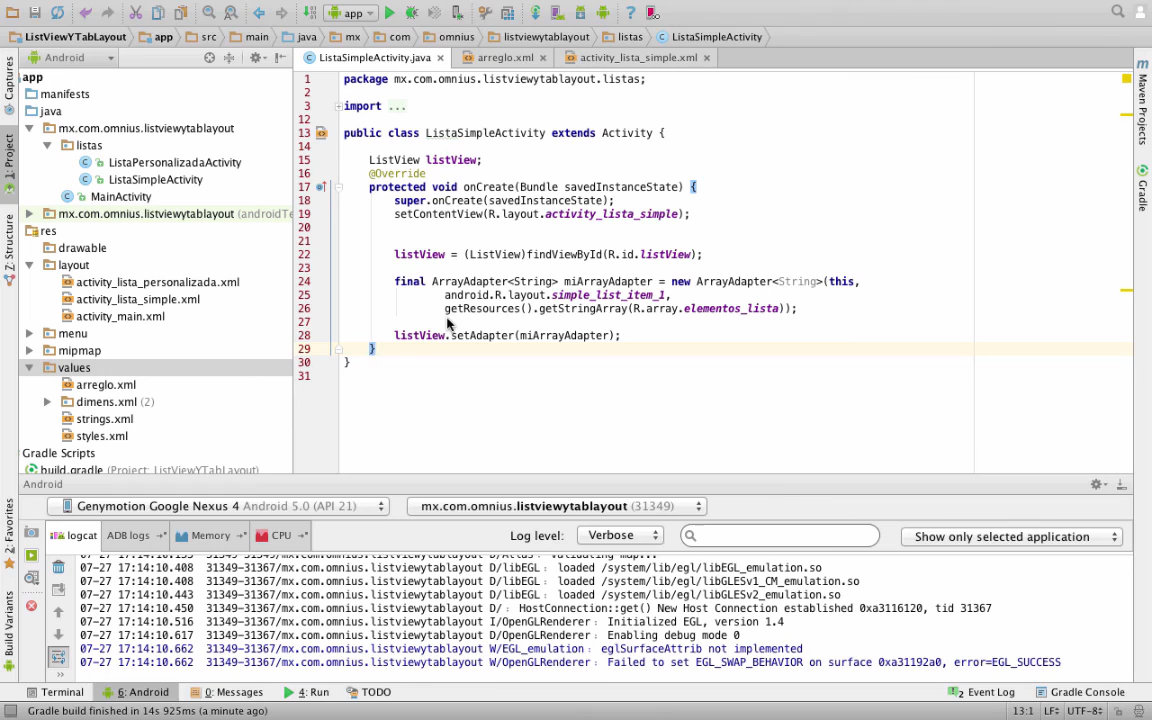 app
ListViewYTabLayout app src main java mx com omnius listviewytablayout listas ListaSimpleActivity
Android
ListaSimpleActivity.java arreglo.xml activity_lista_simple.xml
Captures
1: Project
Z: Structure
2: Favorites
Build Variants
app
manifests
java
mx.com.omnius.listviewytablayout
listas
ListaPersonalizadaActivity
ListaSimpleActivity
MainActivity
mx.com.omnius.listviewytablayout (androidTe
res
drawable
layout
activity_lista_personalizada.xml
activity_lista_simple.xml
activity_main.xml
menu
mipmap
values
arreglo.xml
dimens.xml (2)
strings.xml
styles.xml
Gradle Scripts
build.gradle (Project: ListViewYTabLayout)
1 package mx.com.omnius.listviewytablayout.listas;
2
3 import ...
12
13 public class ListaSimpleActivity extends Activity {
14
15 ListView listView;
16 @Override
17 protected void onCreate(Bundle savedInstanceState) {
18 super.onCreate(savedInstanceState);
19 setContentView(R.layout.activity_lista_simple);
20
21
22 listView = (ListView)findViewById(R.id.listView);
23
24 final ArrayAdapter<String> miArrayAdapter = new ArrayAdapter<String>(this,
25 android.R.layout.simple_list_item_1,
26 getResources().getStringArray(R.array.elementos_lista));
27
28 listView.setAdapter(miArrayAdapter);
29 }
30 }
31
Maven Projects
Gradle
Android
Genymotion Google Nexus 4 Android 5.0 (API 21) mx.com.omnius.listviewytablayout (31349)
logcat ADB logs Memory CPU Log level: Verbose Show only selected application
07-27 17:14:10.408 31349-31367/mx.com.omnius.listviewytablayout D/libEGL﹕ loaded /system/lib/egl/libEGL_emulation.so
07-27 17:14:10.408 31349-31367/mx.com.omnius.listviewytablayout D/libEGL﹕ loaded /system/lib/egl/libGLESv1_CM_emulation.so
07-27 17:14:10.443 31349-31367/mx.com.omnius.listviewytablayout D/libEGL﹕ loaded /system/lib/egl/libGLESv2_emulation.so
07-27 17:14:10.450 31349-31367/mx.com.omnius.listviewytablayout D/﹕ HostConnection::get() New Host Connection established 0xa3116120, tid 31367
07-27 17:14:10.516 31349-31367/mx.com.omnius.listviewytablayout I/OpenGLRenderer﹕ Initialized EGL, version 1.4
07-27 17:14:10.617 31349-31367/mx.com.omnius.listviewytablayout D/OpenGLRenderer﹕ Enabling debug mode 0
07-27 17:14:10.662 31349-31367/mx.com.omnius.listviewytablayout W/EGL_emulation﹕ eglSurfaceAttrib not implemented
07-27 17:14:10.662 31349-31367/mx.com.omnius.listviewytablayout W/OpenGLRenderer﹕ Failed to set EGL_SWAP_BEHAVIOR on surface 0xa31192a0, error=EGL_SUCCESS
Terminal 6: Android 0: Messages 4: Run TODO 2 Event Log Gradle Console
Gradle build finished in 14s 925ms (a minute ago) 13:1 LF÷ UTF-8÷